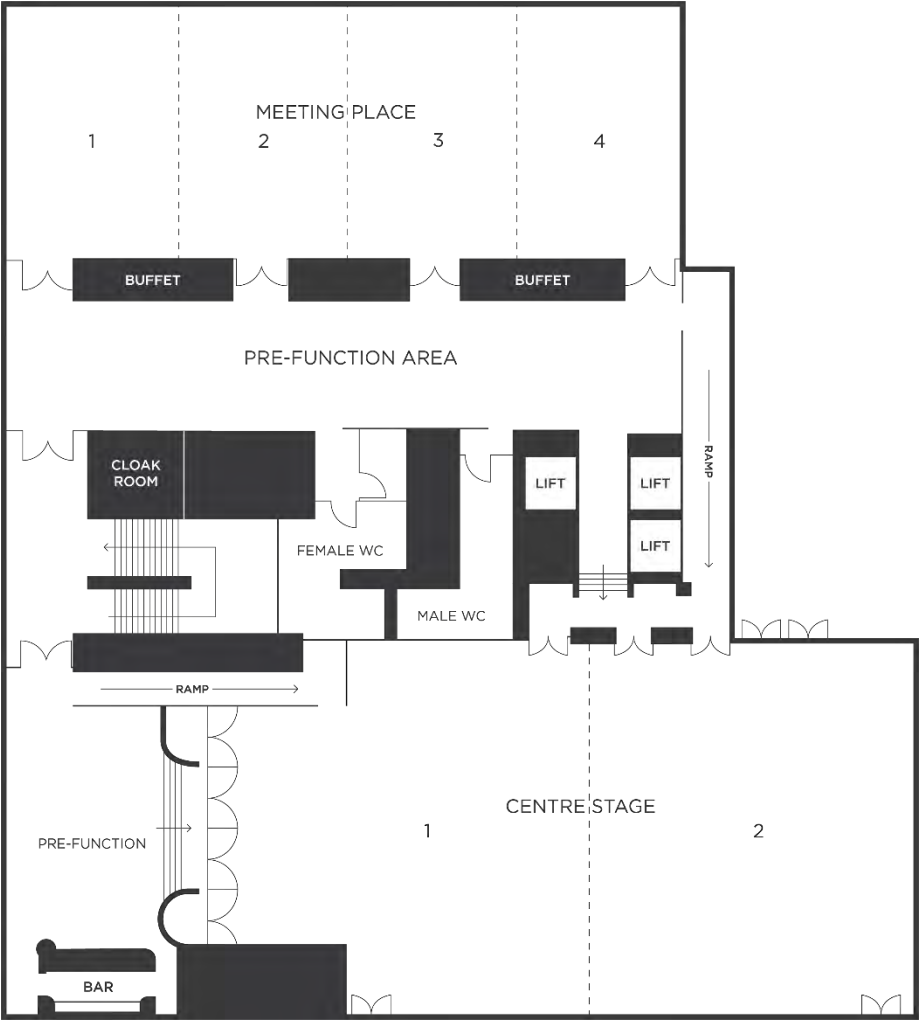 MEETING PLACE
1
2
3
4
BUFFET
BUFFET
PRE-FUNCTION AREA
CLOAK
ROOM
LIFT
LIFT
RAMP
LIFT
FEMALE WC
MALE WC
RAMP
CENTRE STAGE
1
2
PRE-FUNCTION
BAR